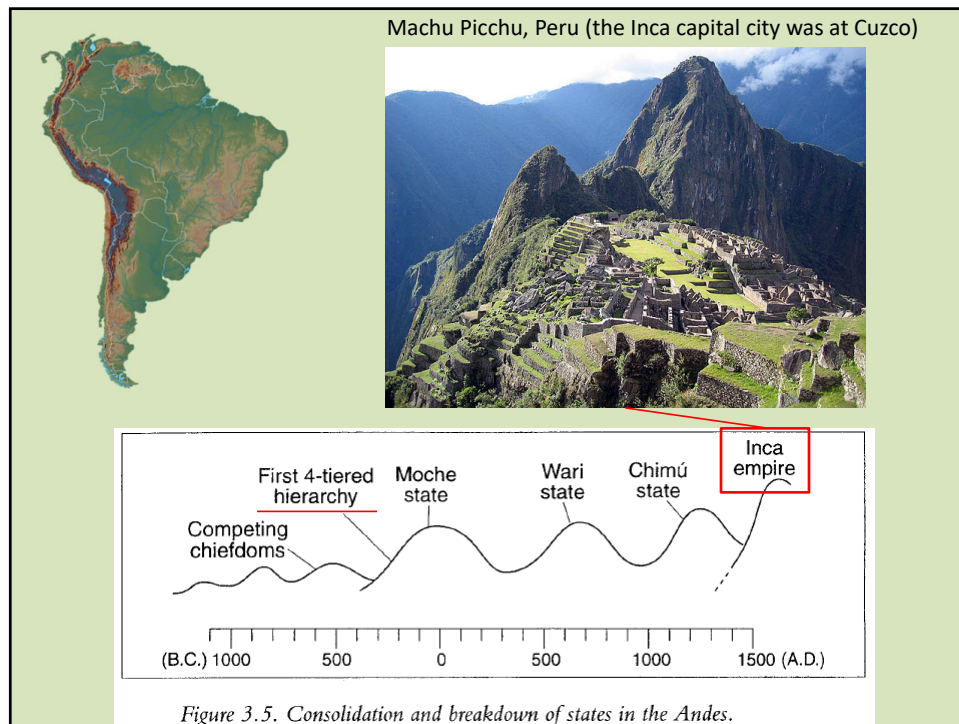 Machu Picchu, Peru (the Inca capital city was at Cuzco)
Inca
empire
First 4-tiered
hierarchy
Moche
state
Wari
state
Chimú
state
Competing
chiefdoms
(B.C.) 1000 500 0 500 1000 1500 (A.D.)
Figure 3.5. Consolidation and breakdown of states in the Andes.